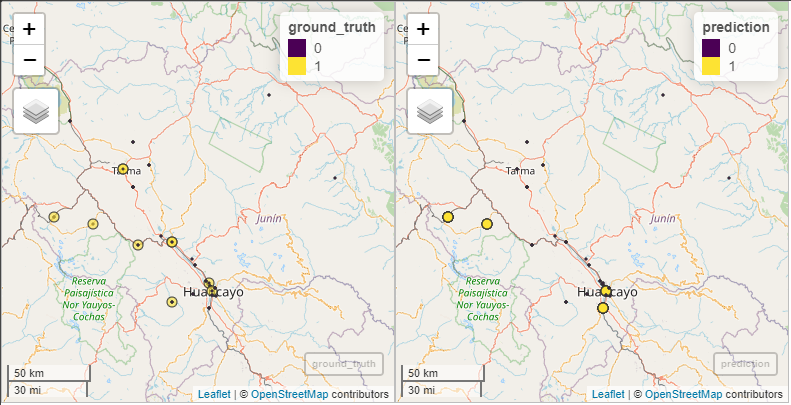 +
−
Ce
ground_truth
0
1
Tarma
Junín
Huancayo
Reserva
Paisajística
Nor Yauyos-
Cochas
50 km
30 mi
ground_truth
Leaflet | © OpenStreetMap contributors
+
−
Ce
prediction
0
1
Tarma
Junín
Huancayo
Reserva
Paisajística
Nor Yauyos-
Cochas
50 km
30 mi
prediction
Leaflet | © OpenStreetMap contributors